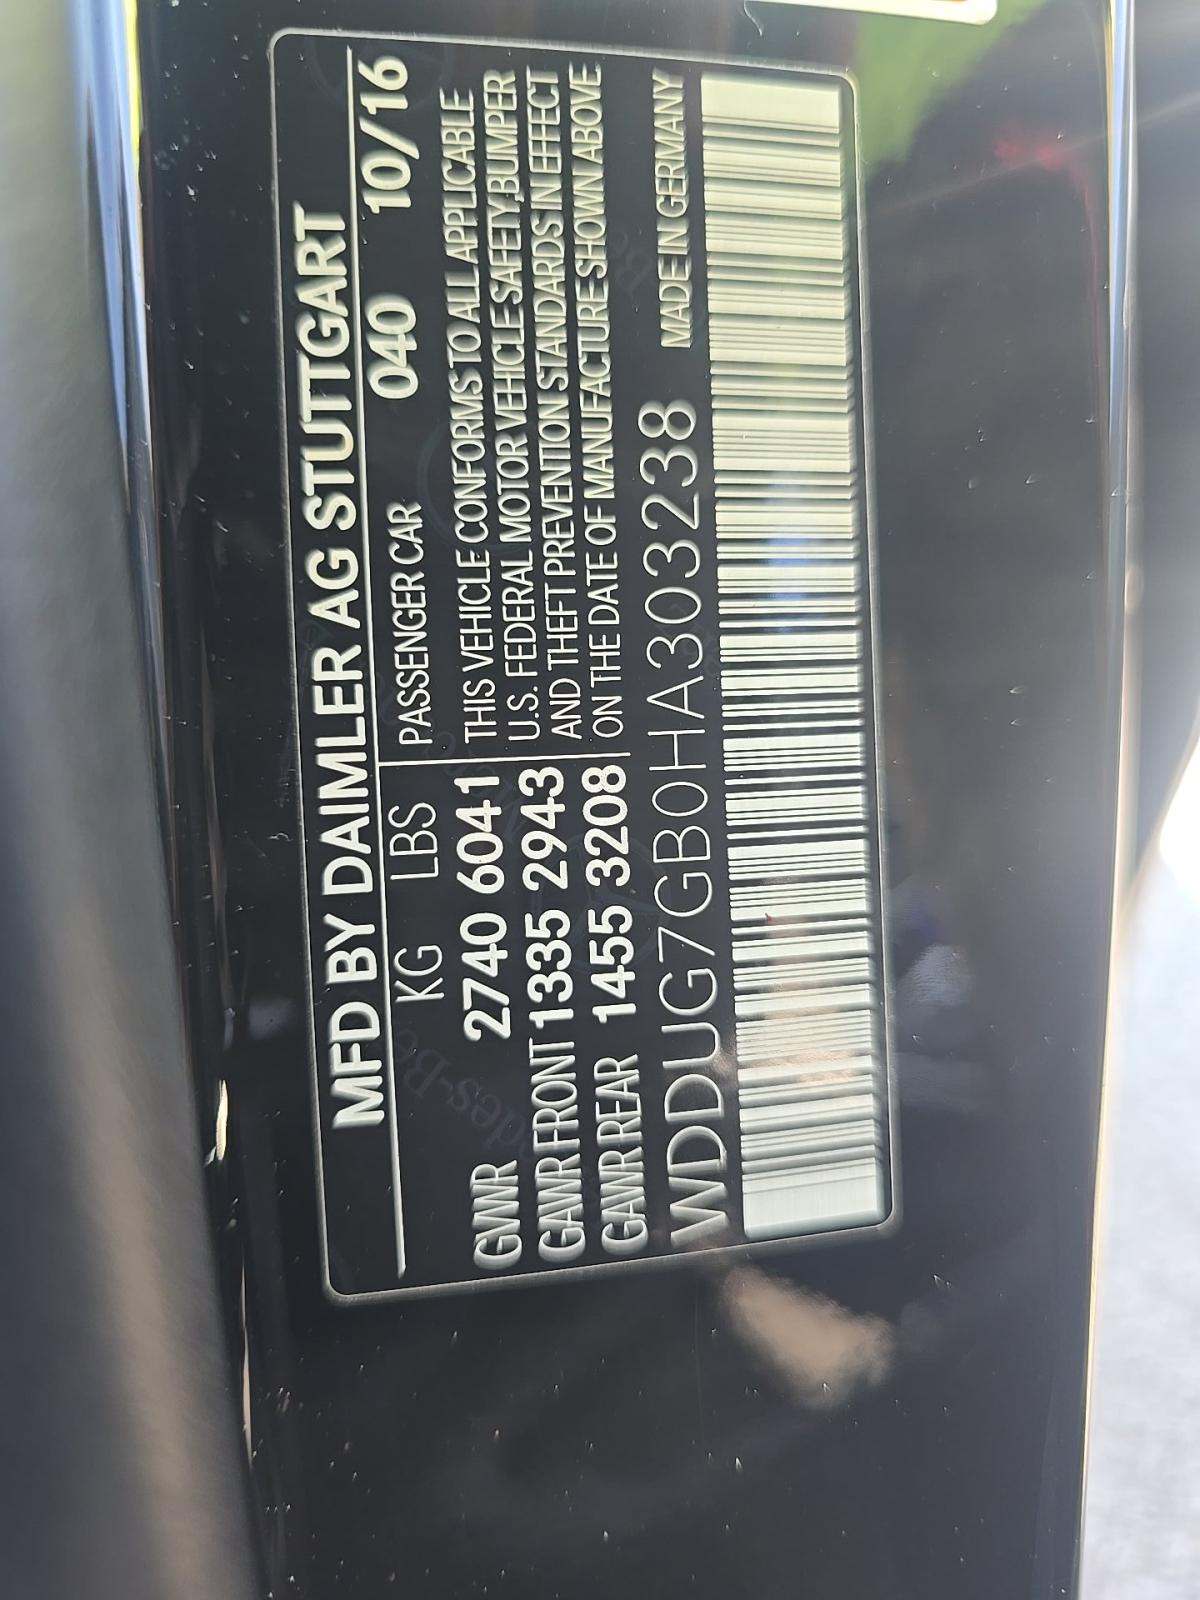 MFD BY DAIMLER AG STUTTGART
KG LBS PASSENGER CAR 040 10/16
GVWR 2740 6041 THIS VEHICLE CONFORMS TO ALL APPLICABLE
GAWR FRONT 1335 2943 U.S. FEDERAL MOTOR VEHICLE SAFETY, BUMPER
GAWR REAR 1455 3208 AND THEFT PREVENTION STANDARDS IN EFFECT
ON THE DATE OF MANUFACTURE SHOWN ABOVE
WDDUG7GB0HA303238 MADE IN GERMANY